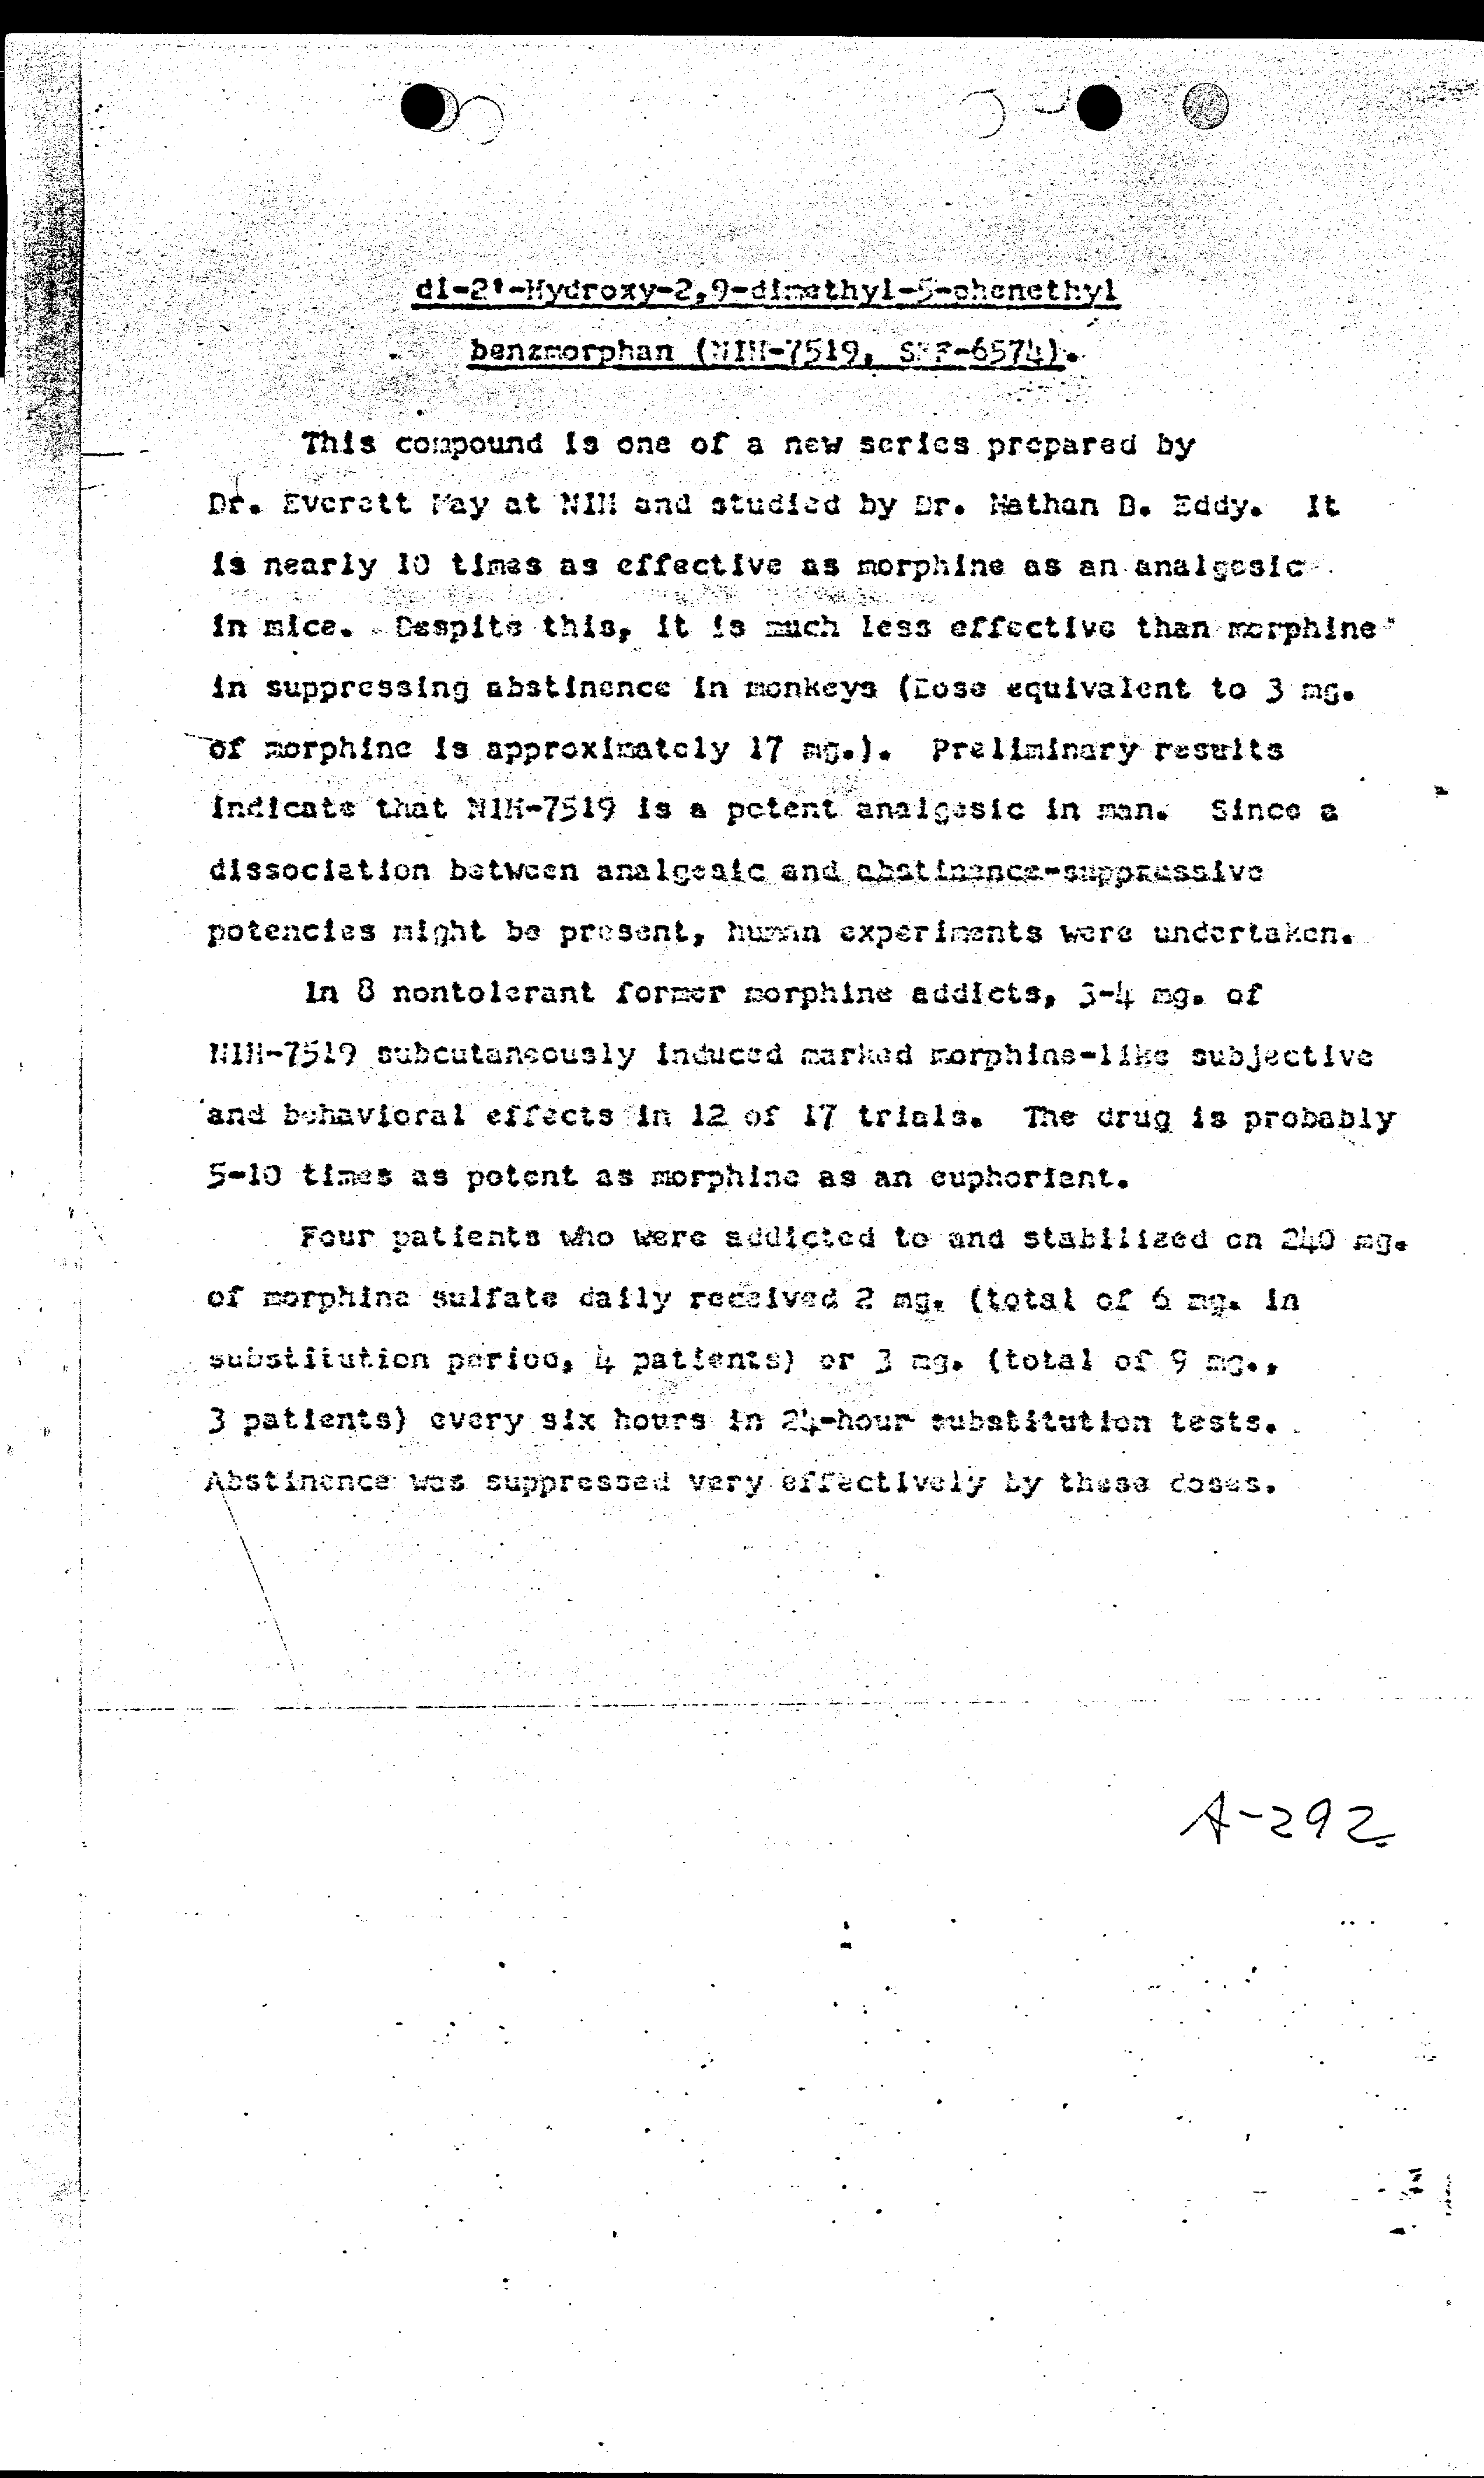 dl-2'-Hydroxy-2,9-dimethyl-5-phenethyl
benzmorphan (NIH-7519, SKF-6574).
This compound is one of a new series prepared by
Dr. Everett May at NIH and studied by Dr. Nathan B. Eddy. It
is nearly 10 times as effective as morphine as an analgesic
in mice. Despite this, it is much less effective than morphine
in suppressing abstinence in monkeys (Dose equivalent to 3 mg.
of morphine is approximately 17 mg.). Preliminary results
indicate that NIH-7519 is a potent analgesic in man. Since a
dissociation between analgesic and abstinence-suppressive
potencies might be present, human experiments were undertaken.
In 8 nontolerant former morphine addicts, 3-4 mg. of
NIH-7519 subcutaneously induced marked morphine-like subjective
and behavioral effects in 12 of 17 trials. The drug is probably
5-10 times as potent as morphine as an euphoriant.
Four patients who were addicted to and stabilized on 240 mg.
of morphine sulfate daily received 2 mg. (total of 6 mg. in
substitution period, 4 patients) or 3 mg. (total of 9 mg.,
3 patients) every six hours in 24-hour substitution tests.
Abstinence was suppressed very effectively by these doses.
A-292